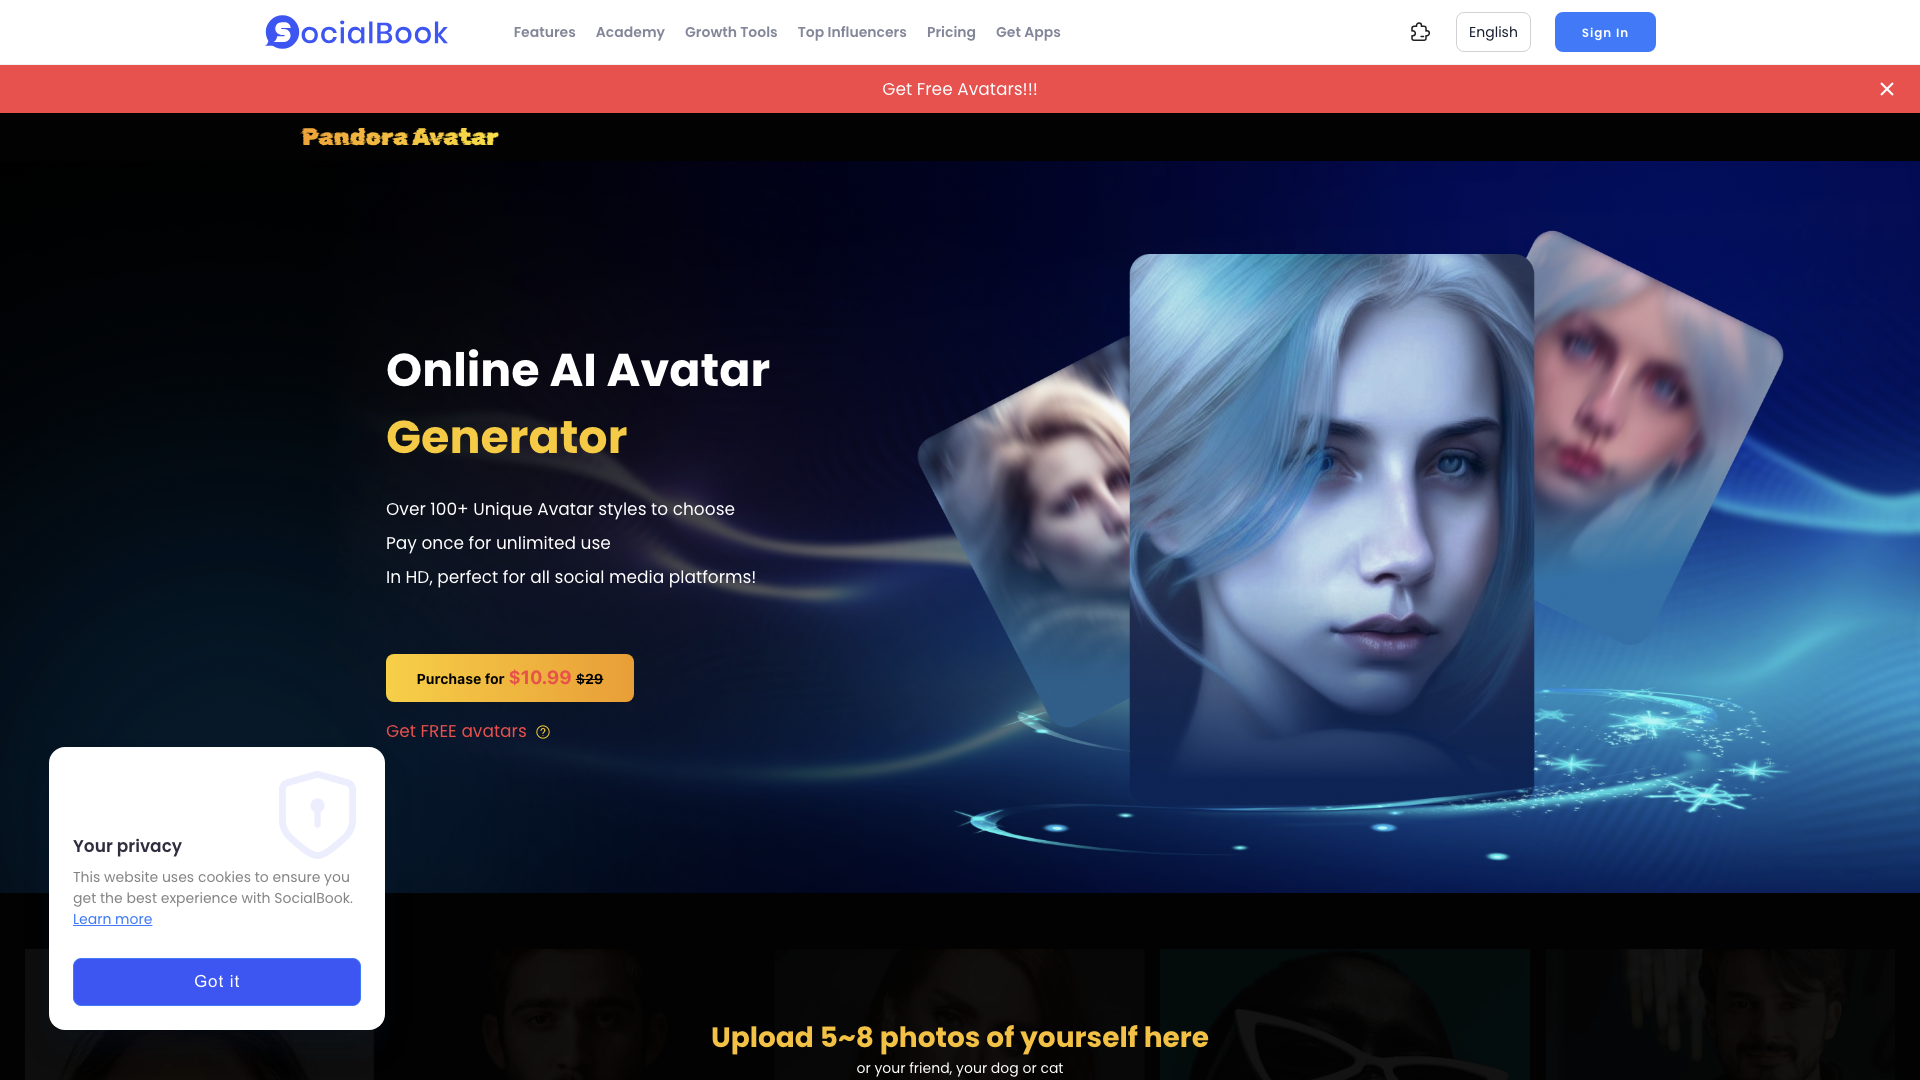 SocialBook
Features Academy Growth Tools Top Influencers Pricing Get Apps
English
Sign In
Get Free Avatars!!!
Pandora Avatar
Online AI Avatar
Generator
Over 100+ Unique Avatar styles to choose
Pay once for unlimited use
In HD, perfect for all social media platforms!
Purchase for $10.99 $29
Get FREE avatars
Your privacy
This website uses cookies to ensure you
get the best experience with SocialBook.
Learn more
Got it
Upload 5~8 photos of yourself here
or your friend, your dog or cat